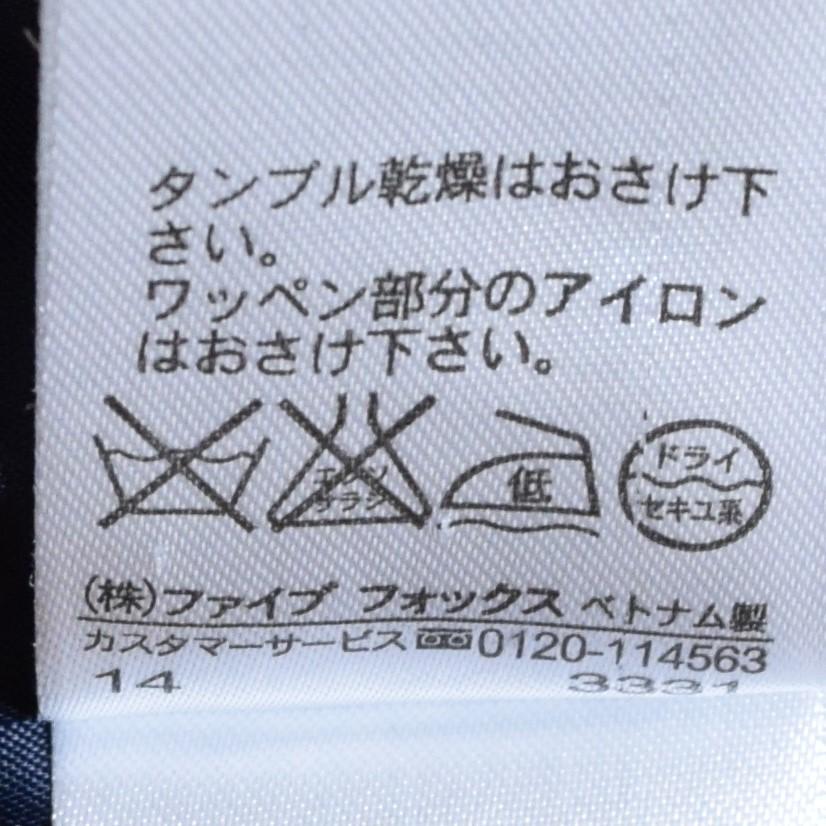 タンブル乾燥はおさけ下
さい。
ワッペン部分のアイロン
はおさけ下さい。
エンソ
サラシ
低
ドライ
セキユ系
(株)ファイブ フォックス ベトナム製
カスタマーサービス 0120-114563
14 3331